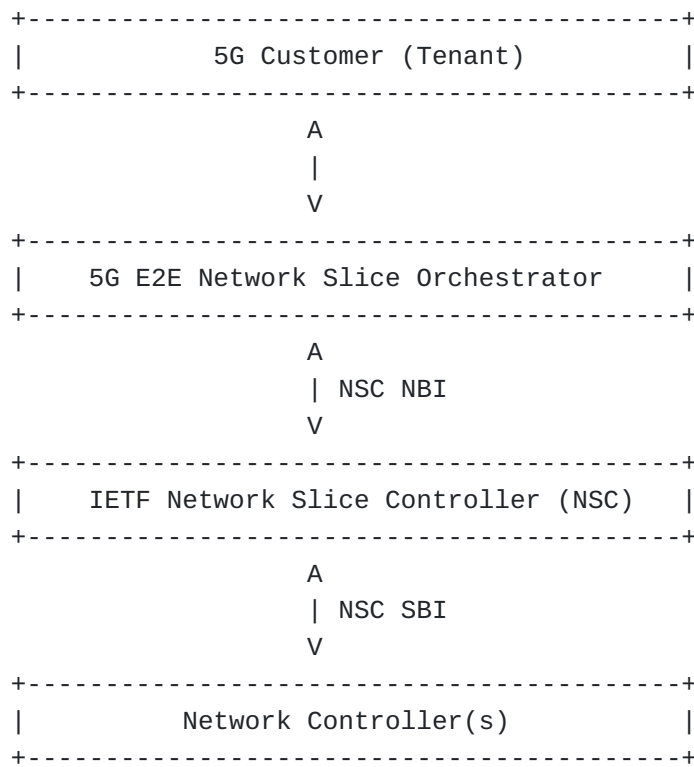 +------------------------------------------+
|            5G Customer (Tenant)          |
+------------------------------------------+
                   A
                   |
                   V
+------------------------------------------+
|    5G E2E Network Slice Orchestrator     |
+------------------------------------------+
                   A
                   | NSC NBI
                   V
+------------------------------------------+
|    IETF Network Slice Controller (NSC)   |
+------------------------------------------+
                   A
                   | NSC SBI
                   V
+------------------------------------------+
|          Network Controller(s)           |
+------------------------------------------+